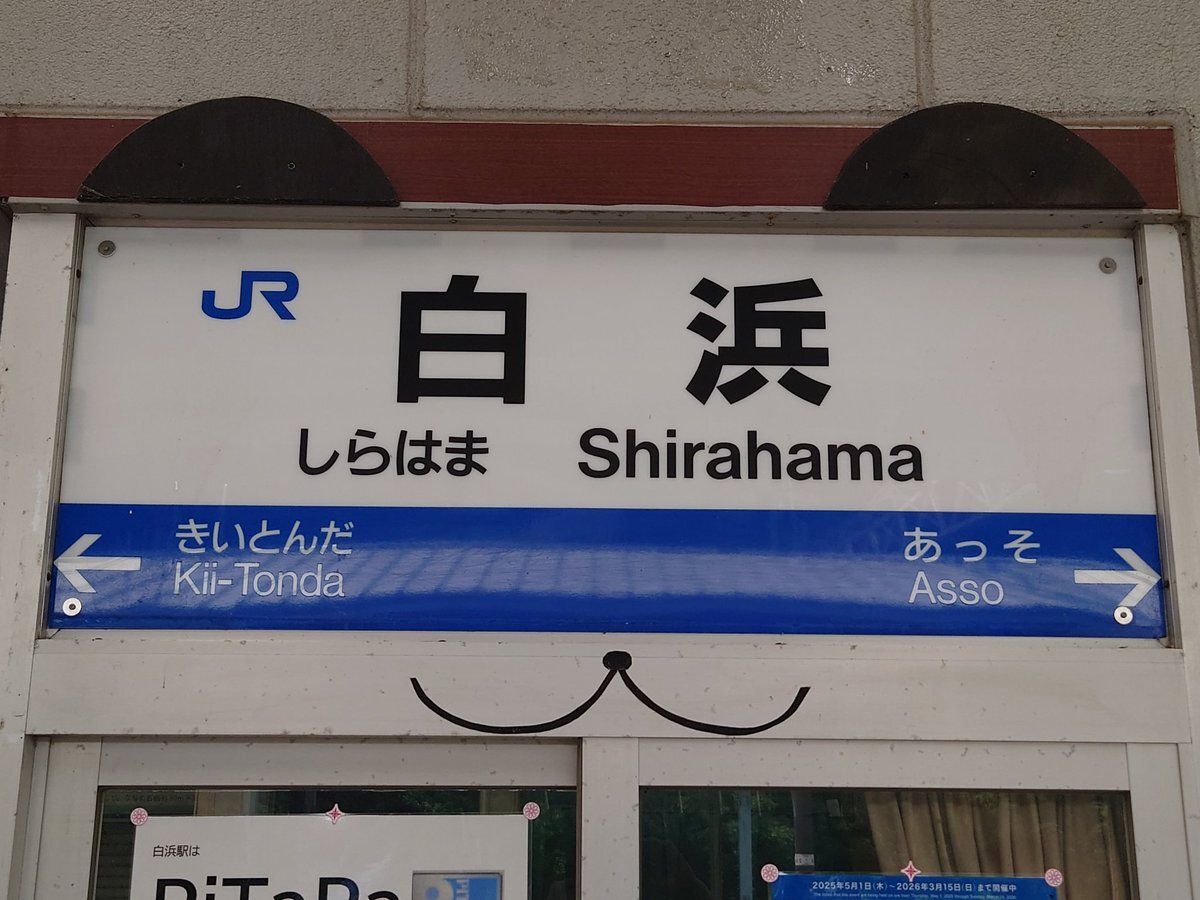 JR
白浜
しらはま Shirahama
きいとんだ
Kii-Tonda
あっそ
Asso
白浜駅は
PiTaPa
2025年5月1日(木)~2026年3月15日(日)まで開催中